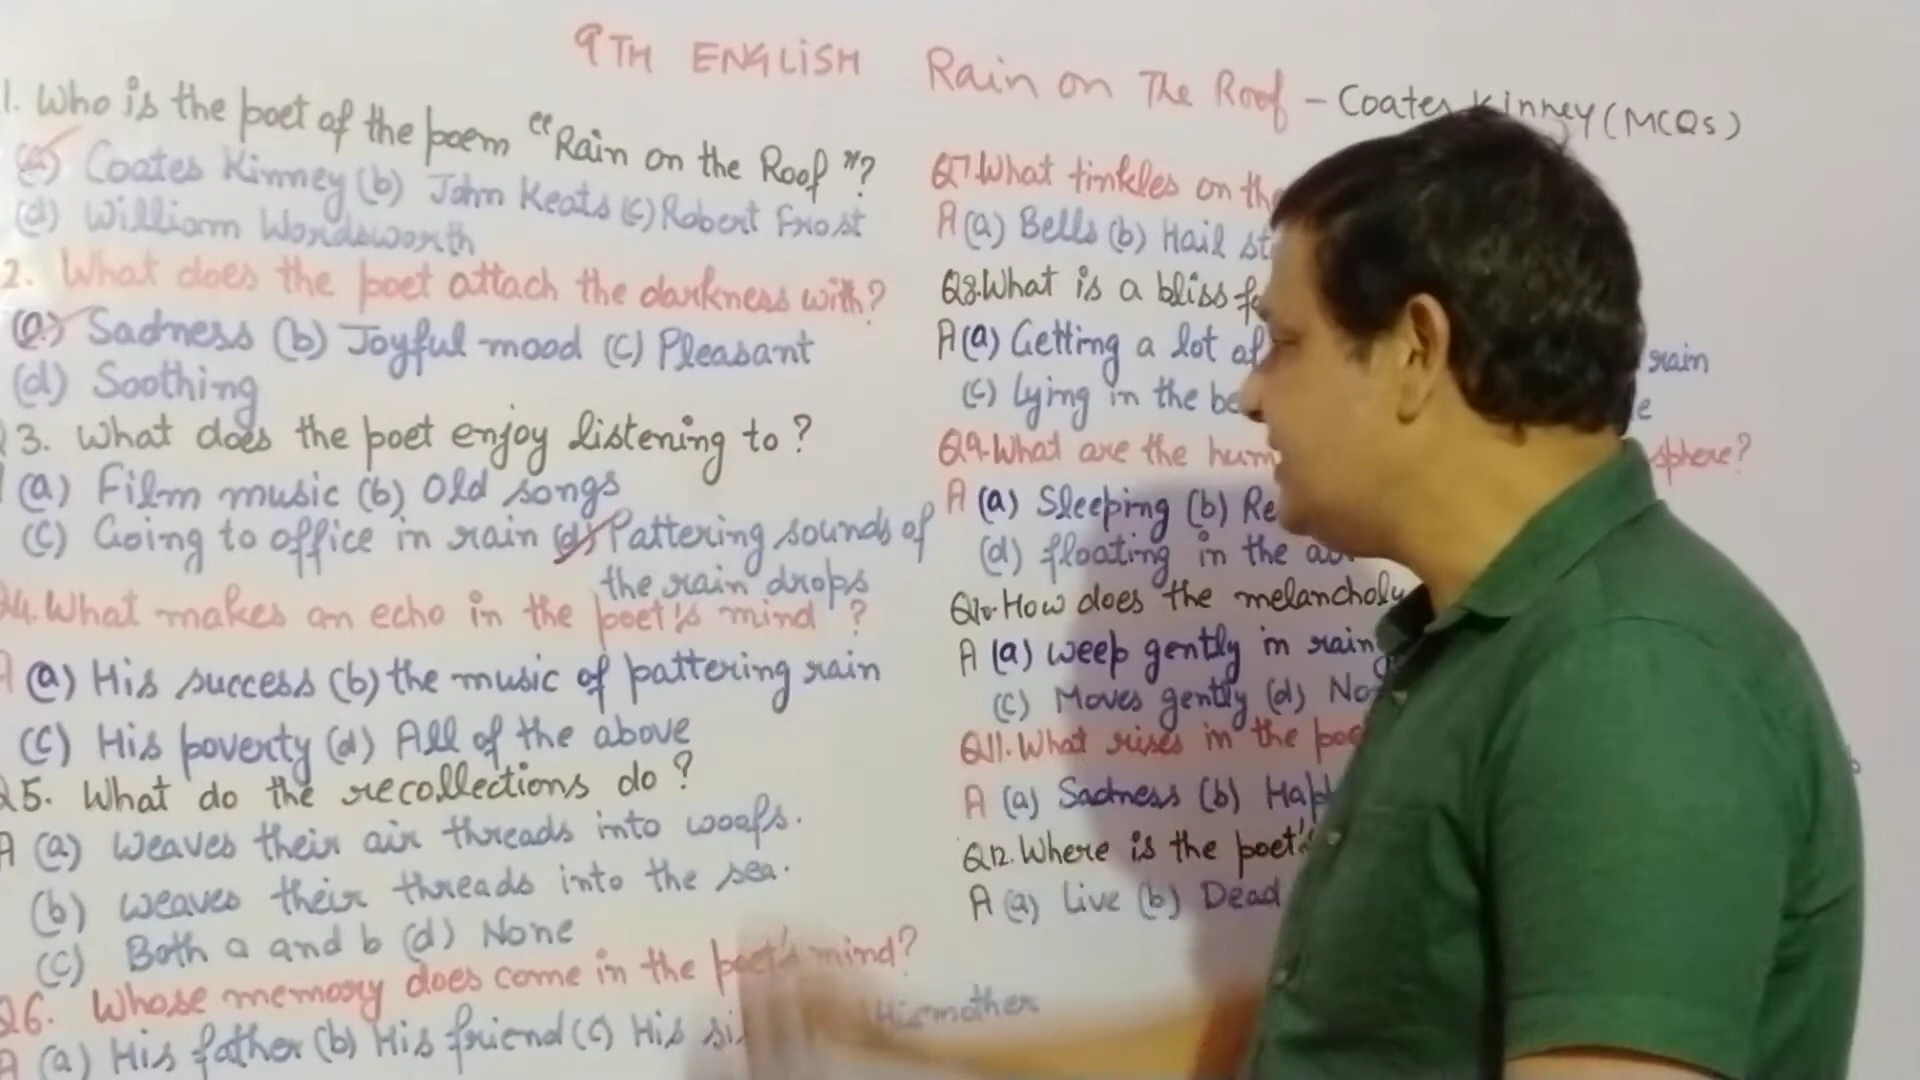 9TH ENGLISH Rain on The Roof - Coates Kinney (MCQs)
1. Who is the poet of the poem "Rain on the Roof"?
(a) Coates Kinney (b) John Keats (c) Robert Frost
(d) William Wordsworth
2. What does the poet attach the darkness with?
(a) Sadness (b) Joyful mood (c) Pleasant
(d) Soothing
3. What does the poet enjoy listening to?
(a) Film music (b) Old songs
(c) Going to office in rain (d) Pattering sounds of
the rain drops
Q4. What makes an echo in the poet's mind?
A (a) His success (b) the music of pattering rain
(c) His poverty (d) All of the above
Q5. What do the recollections do?
A (a) Weaves their air threads into woofs.
(b) weaves their threads into the sea.
(c) Both a and b (d) None
Q6. Whose memory does come in the poet's mind?
A (a) His father (b) His friend (c) His His mother
Q7. What tinkles on
A (a) Bells (b) Hail
Q8. What is a bliss
A (a) Getting a lot of rain
(c) lying in the
Q9. What are the
A (a) Sleeping (b)
(d) floating in the
Q10. How does the melancholy
A (a) weep gently in rain
(c) Moves gently (d)
Q11. What rises in the
A (a) Sadness (b)
Q12. Where is the poet's
A (a) Live (b) Dead